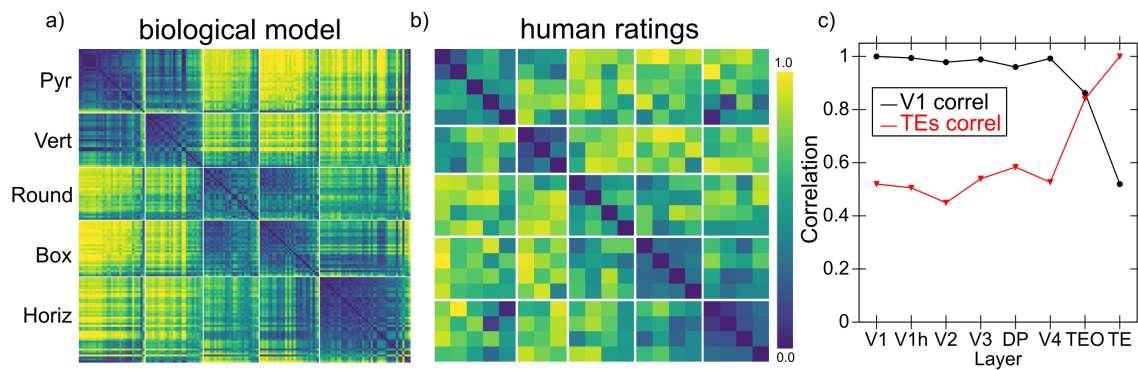 a)
biological model
Pyr
Vert
Round
Box
Horiz
b)
human ratings
1.0
0.0
c)
1
0.8
0.6
0.4
0.2
0
Correlation
V1 correl
TEs correl
V1 V1h V2 V3 DP V4 TEO TE
Layer